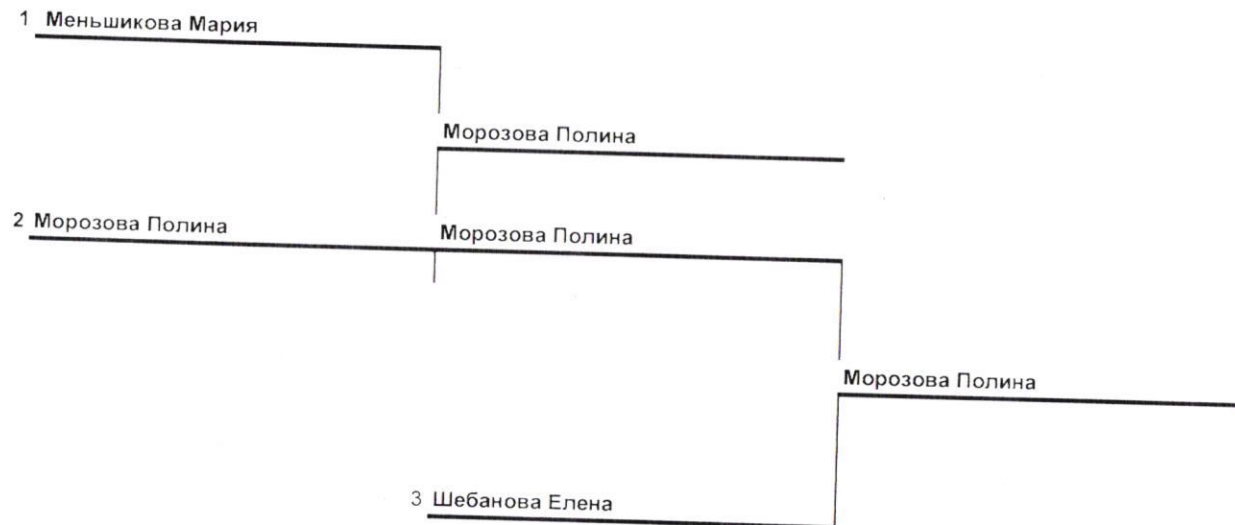 1 Меньшикова Мария
Морозова Полина
2 Морозова Полина
Морозова Полина
Морозова Полина
3 Шебанова Елена